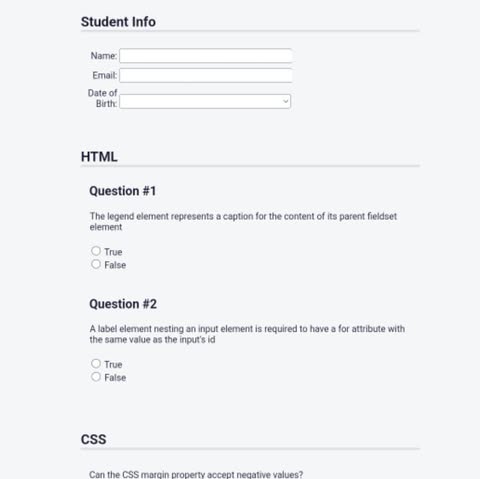 Student Info
Name:
Email:
Date of
Birth:
HTML
Question #1
The legend element represents a caption for the content of its parent fieldset
element
True
False
Question #2
A label element nesting an input element is required to have a for attribute with
the same value as the input's id
True
False
CSS
Can the CSS margin property accept negative values?